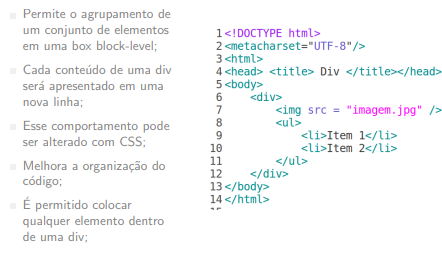 Permite o agrupamento de
um conjunto de elementos
em uma box block-level;
Cada conteúdo de uma div
será apresentado em uma
nova linha;
Esse comportamento pode
ser alterado com CSS;
Melhora a organização do
código;
É permitido colocar
qualquer elemento dentro
de uma div;
1<!DOCTYPE html>
2<metacharset="UTF-8"/>
3<html>
4<head> <title> Div </title></head>
5<body>
6    <div>
7        <img src = "imagem.jpg" />
8        <ul>
9            <li>Item 1</li>
10            <li>Item 2</li>
11        </ul>
12    </div>
13</body>
14</html>